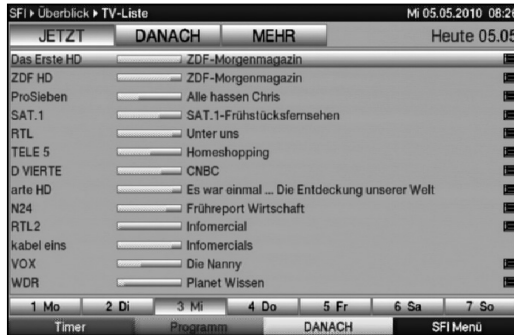 SFI ▸ Überblick ▸ TV-Liste Mi 05.05.2010 08:26
JETZT DANACH MEHR Heute 05.05
Das Erste HD ZDF-Morgenmagazin
ZDF HD ZDF-Morgenmagazin
ProSieben Alle hassen Chris
SAT.1 SAT.1-Frühstücksfernsehen
RTL Unter uns
TELE 5 Homeshopping
D VIERTE CNBC
arte HD Es war einmal ... Die Entdeckung unserer Welt
N24 Frühreport Wirtschaft
RTL2 Infomercial
kabel eins Infomercials
VOX Die Nanny
WDR Planet Wissen
1 Mo 2 Di 3 Mi 4 Do 5 Fr 6 Sa 7 So
Timer Programm DANACH SFI Menü